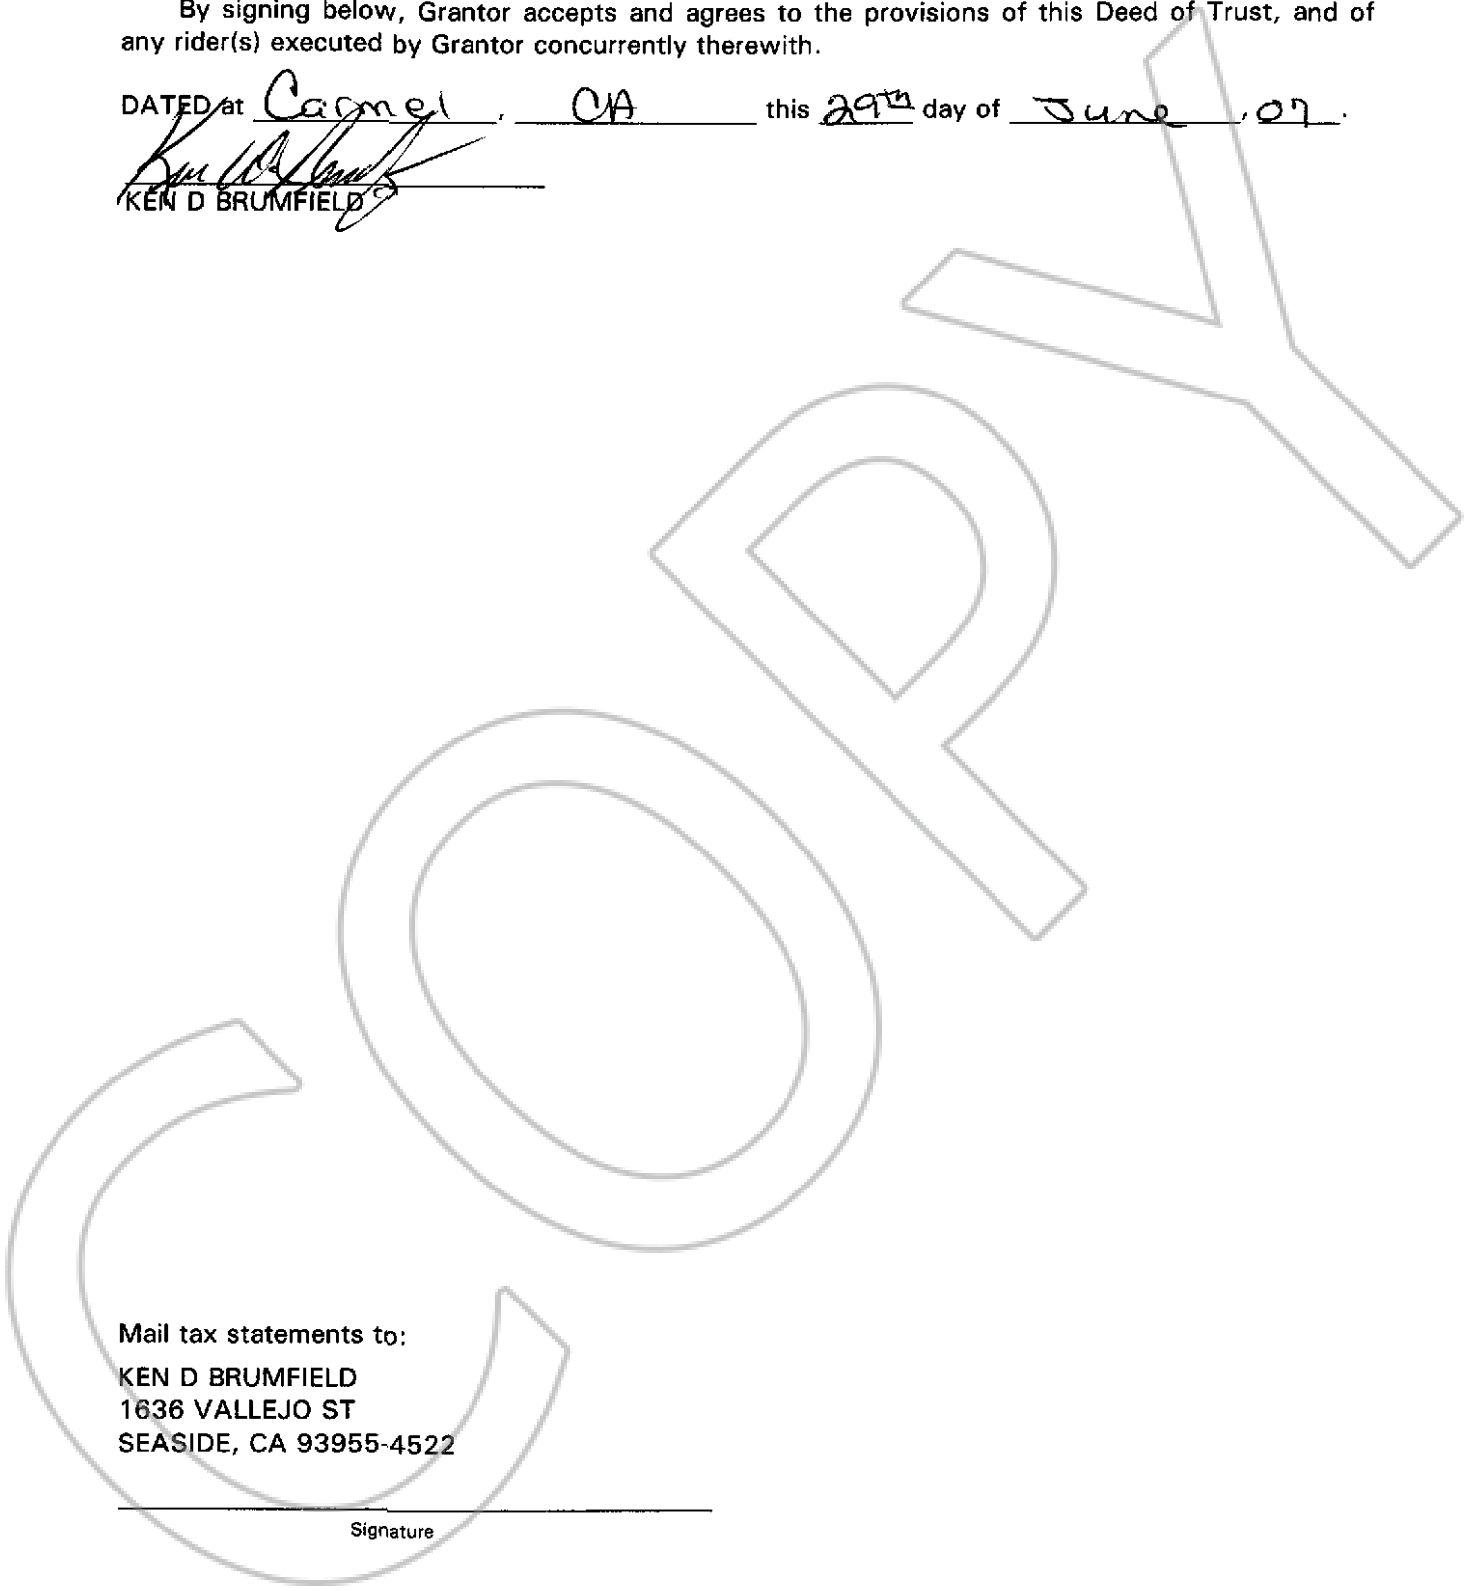 By signing below, Grantor accepts and agrees to the provisions of this Deed of Trust, and of
any rider(s) executed by Grantor concurrently therewith.
DATED at Carmel, CA this 29th day of June, 07.
KEN D BRUMFIELD
COPY
Mail tax statements to:
KEN D BRUMFIELD
1636 VALLEJO ST
SEASIDE, CA 93955-4522
Signature